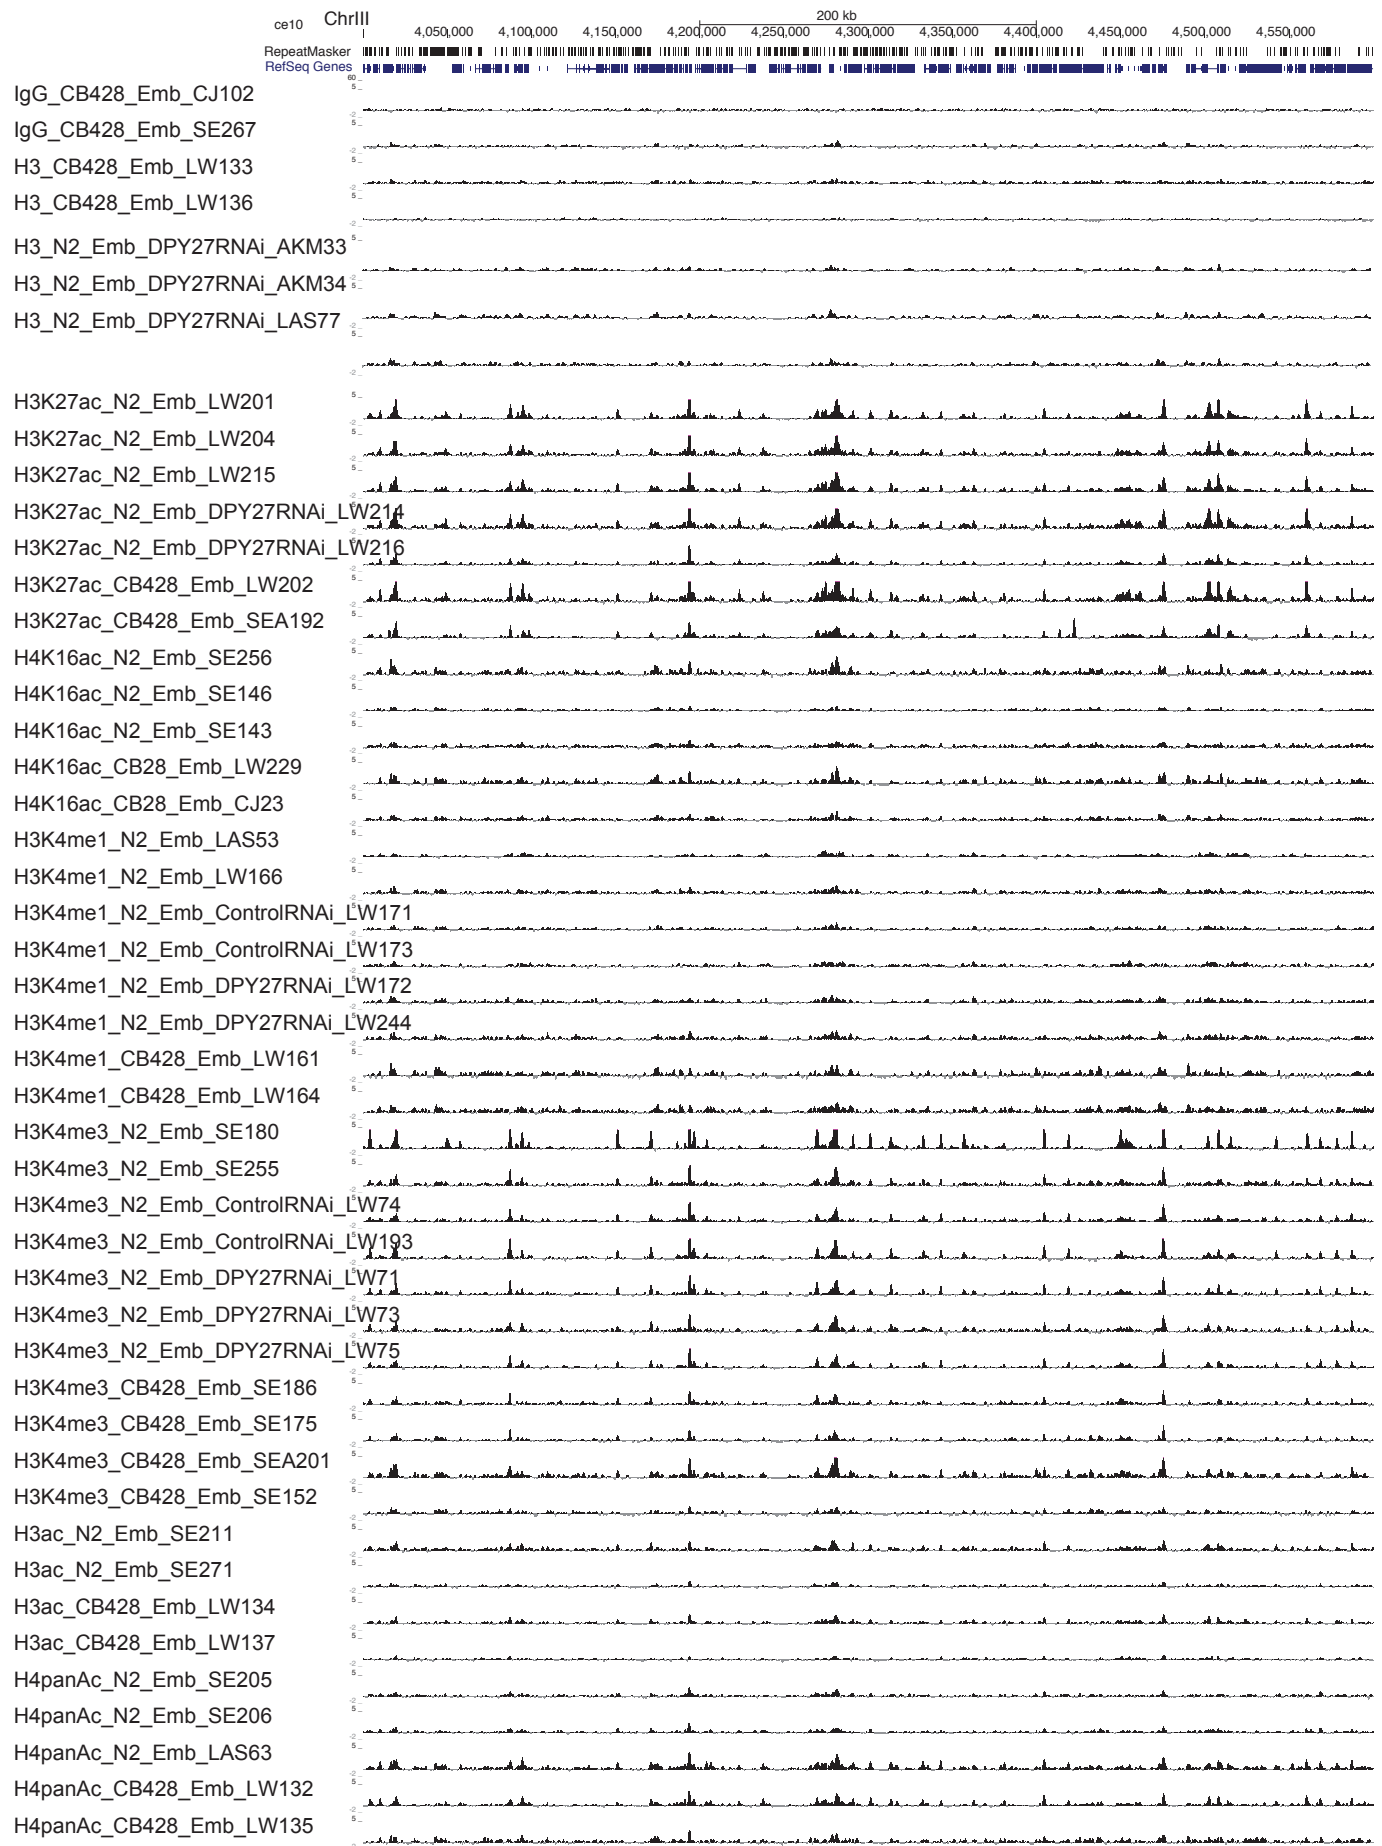 ce10 ChrIII 200 kb
4,050,000 4,100,000 4,150,000 4,200,000 4,250,000 4,300,000 4,350,000 4,400,000 4,450,000 4,500,000 4,550,000
RepeatMasker
RefSeq Genes
IgG_CB428_Emb_CJ102
IgG_CB428_Emb_SE267
H3_CB428_Emb_LW133
H3_CB428_Emb_LW136
H3_N2_Emb_DPY27RNAi_AKM33
H3_N2_Emb_DPY27RNAi_AKM34
H3_N2_Emb_DPY27RNAi_LAS77
H3K27ac_N2_Emb_LW201
H3K27ac_N2_Emb_LW204
H3K27ac_N2_Emb_LW215
H3K27ac_N2_Emb_DPY27RNAi_LW214
H3K27ac_N2_Emb_DPY27RNAi_LW216
H3K27ac_CB428_Emb_LW202
H3K27ac_CB428_Emb_SEA192
H4K16ac_N2_Emb_SE256
H4K16ac_N2_Emb_SE146
H4K16ac_N2_Emb_SE143
H4K16ac_CB28_Emb_LW229
H4K16ac_CB28_Emb_CJ23
H3K4me1_N2_Emb_LAS53
H3K4me1_N2_Emb_LW166
H3K4me1_N2_Emb_ControlRNAi_LW171
H3K4me1_N2_Emb_ControlRNAi_LW173
H3K4me1_N2_Emb_DPY27RNAi_LW172
H3K4me1_N2_Emb_DPY27RNAi_LW244
H3K4me1_CB428_Emb_LW161
H3K4me1_CB428_Emb_LW164
H3K4me3_N2_Emb_SE180
H3K4me3_N2_Emb_SE255
H3K4me3_N2_Emb_ControlRNAi_LW74
H3K4me3_N2_Emb_ControlRNAi_LW193
H3K4me3_N2_Emb_DPY27RNAi_LW71
H3K4me3_N2_Emb_DPY27RNAi_LW73
H3K4me3_N2_Emb_DPY27RNAi_LW75
H3K4me3_CB428_Emb_SE186
H3K4me3_CB428_Emb_SE175
H3K4me3_CB428_Emb_SEA201
H3K4me3_CB428_Emb_SE152
H3ac_N2_Emb_SE211
H3ac_N2_Emb_SE271
H3ac_CB428_Emb_LW134
H3ac_CB428_Emb_LW137
H4panAc_N2_Emb_SE205
H4panAc_N2_Emb_SE206
H4panAc_N2_Emb_LAS63
H4panAc_CB428_Emb_LW132
H4panAc_CB428_Emb_LW135